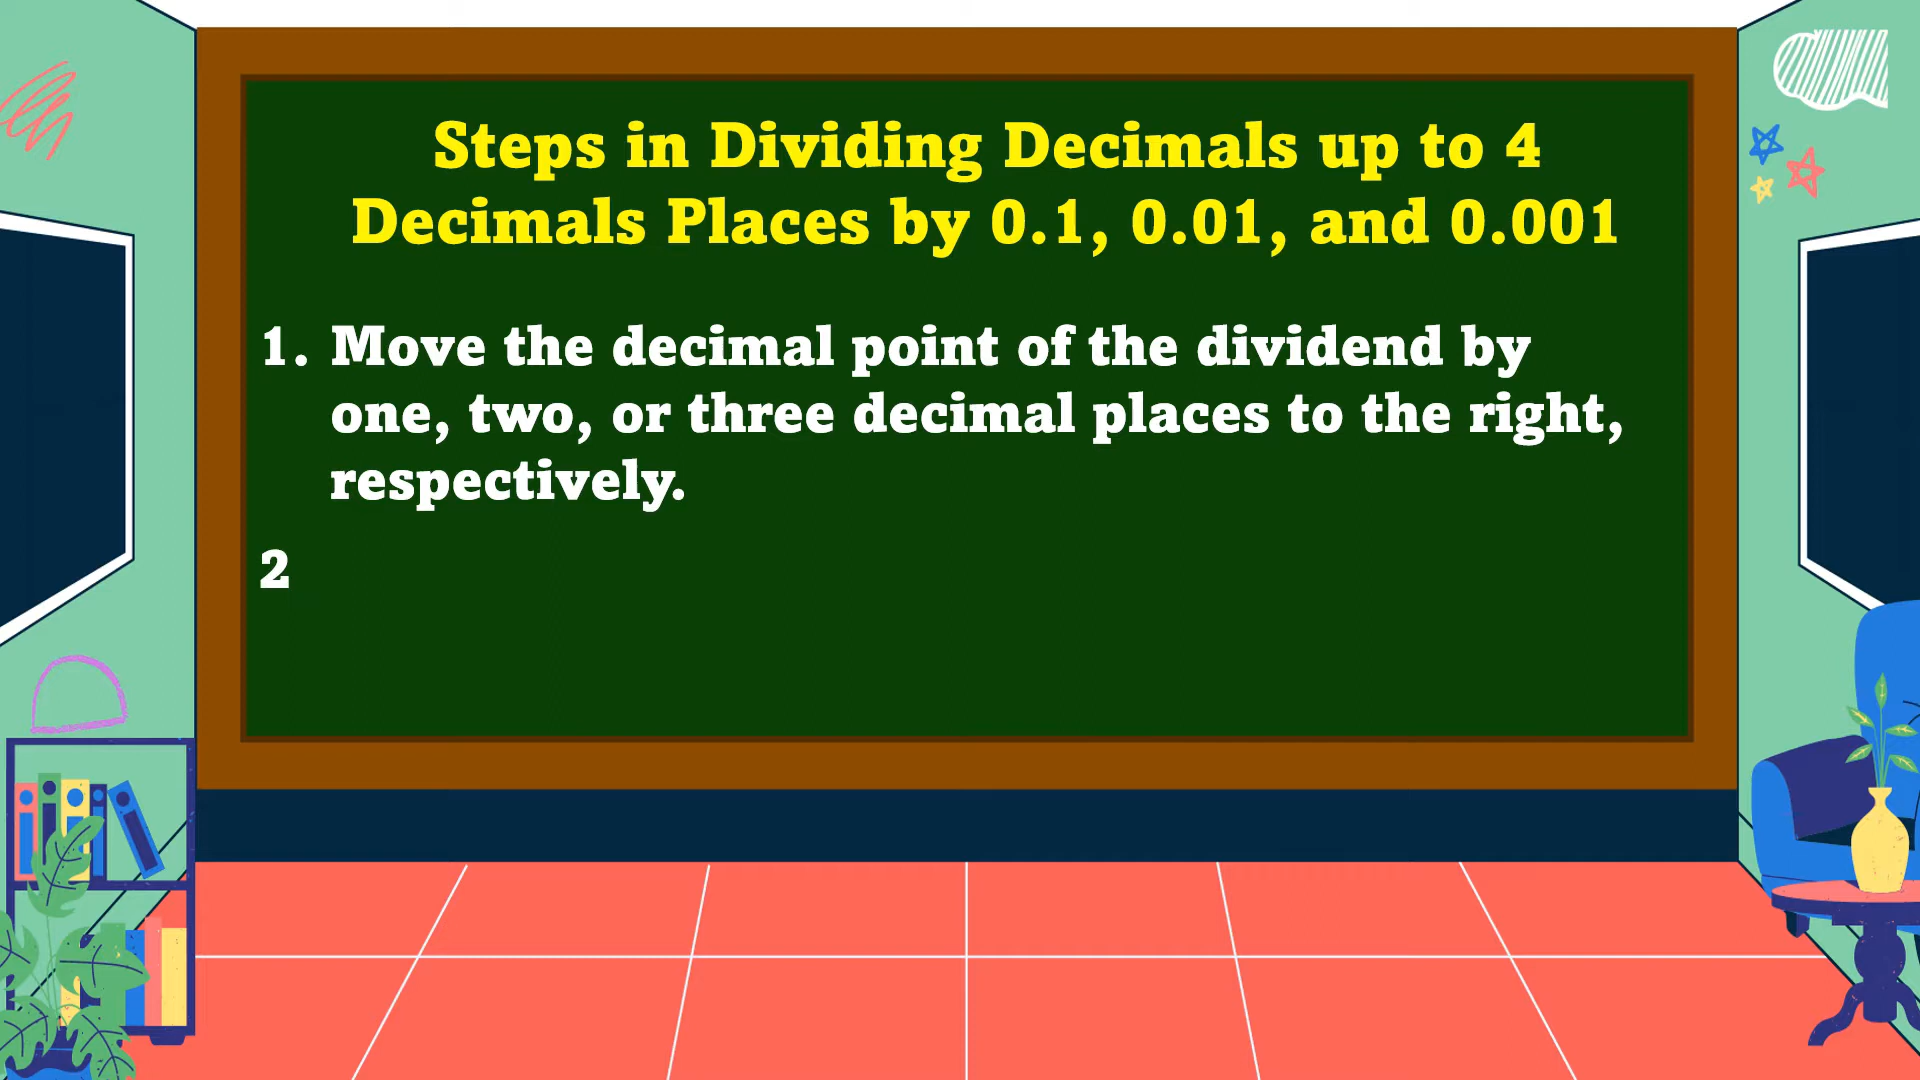 Steps in Dividing Decimals up to 4
Decimals Places by 0.1, 0.01, and 0.001
1. Move the decimal point of the dividend by
one, two, or three decimal places to the right,
respectively.
2